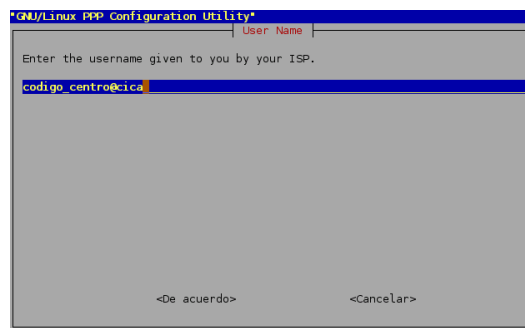 "GNU/Linux PPP Configuration Utility"
User Name
Enter the username given to you by your ISP.
codigo_centro@cica
<De acuerdo> <Cancelar>